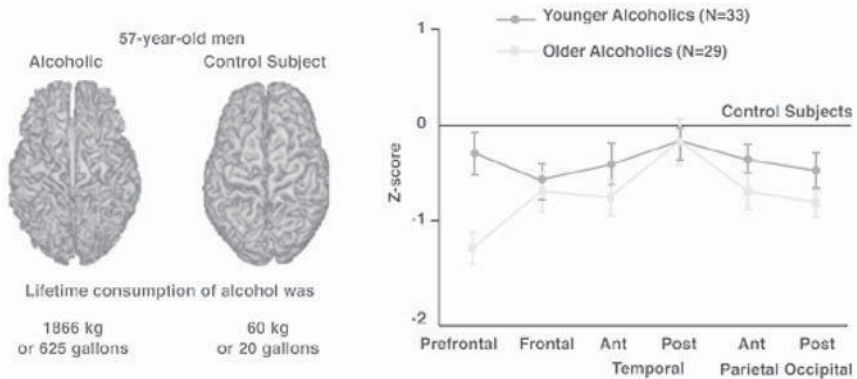 57-year-old men
Alcoholic
Control Subject
Lifetime consumption of alcohol was
1866 kg
or 625 gallons
60 kg
or 20 gallons
Younger Alcoholics (N=33)
Older Alcoholics (N=29)
Control Subjects
Z-score
1
0
-1
-2
Prefrontal Frontal Ant Post Ant Post
Temporal Parietal Occipital